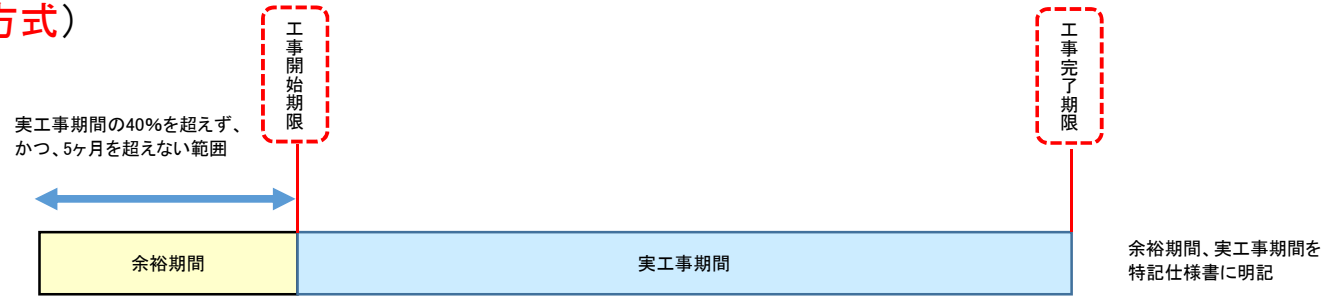 方式）
工事開始期限
工事完了期限
実工事期間の40%を超えず、
かつ、5ヶ月を超えない範囲
余裕期間
実工事期間
余裕期間、実工事期間を
特記仕様書に明記